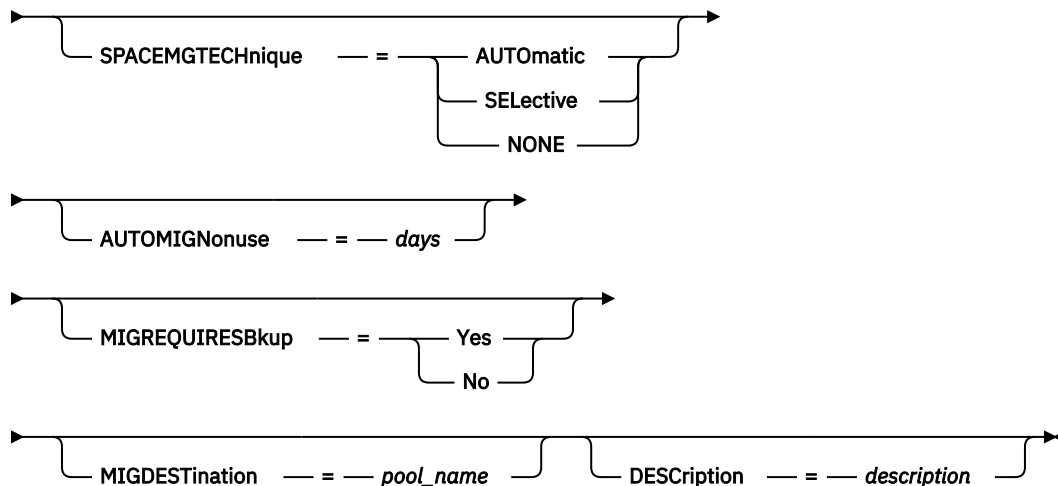 SPACEMGTECHnique = AUTOmatic
SELective
NONE
AUTOMIGNonuse = days
MIGREQUIRESBkup = Yes
No
MIGDESTination = pool_name DESCription = description